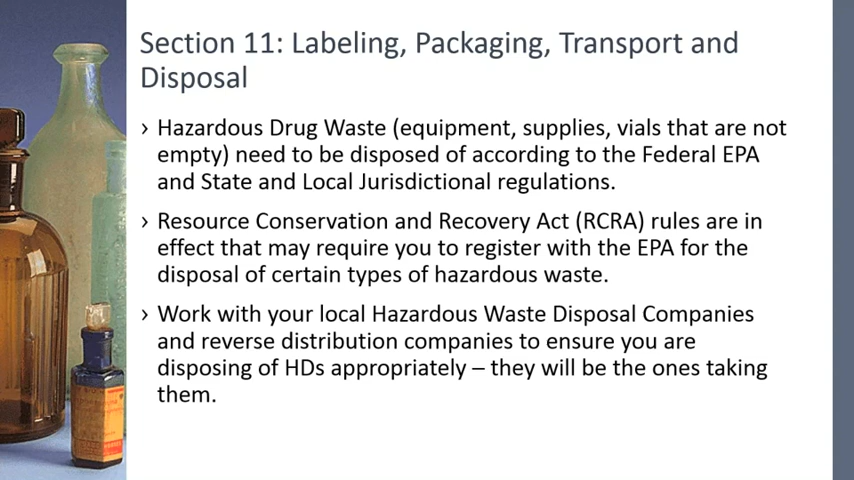 Section 11: Labeling, Packaging, Transport and
Disposal
› Hazardous Drug Waste (equipment, supplies, vials that are not
empty) need to be disposed of according to the Federal EPA
and State and Local Jurisdictional regulations.
› Resource Conservation and Recovery Act (RCRA) rules are in
effect that may require you to register with the EPA for the
disposal of certain types of hazardous waste.
› Work with your local Hazardous Waste Disposal Companies
and reverse distribution companies to ensure you are
disposing of HDs appropriately – they will be the ones taking
them.